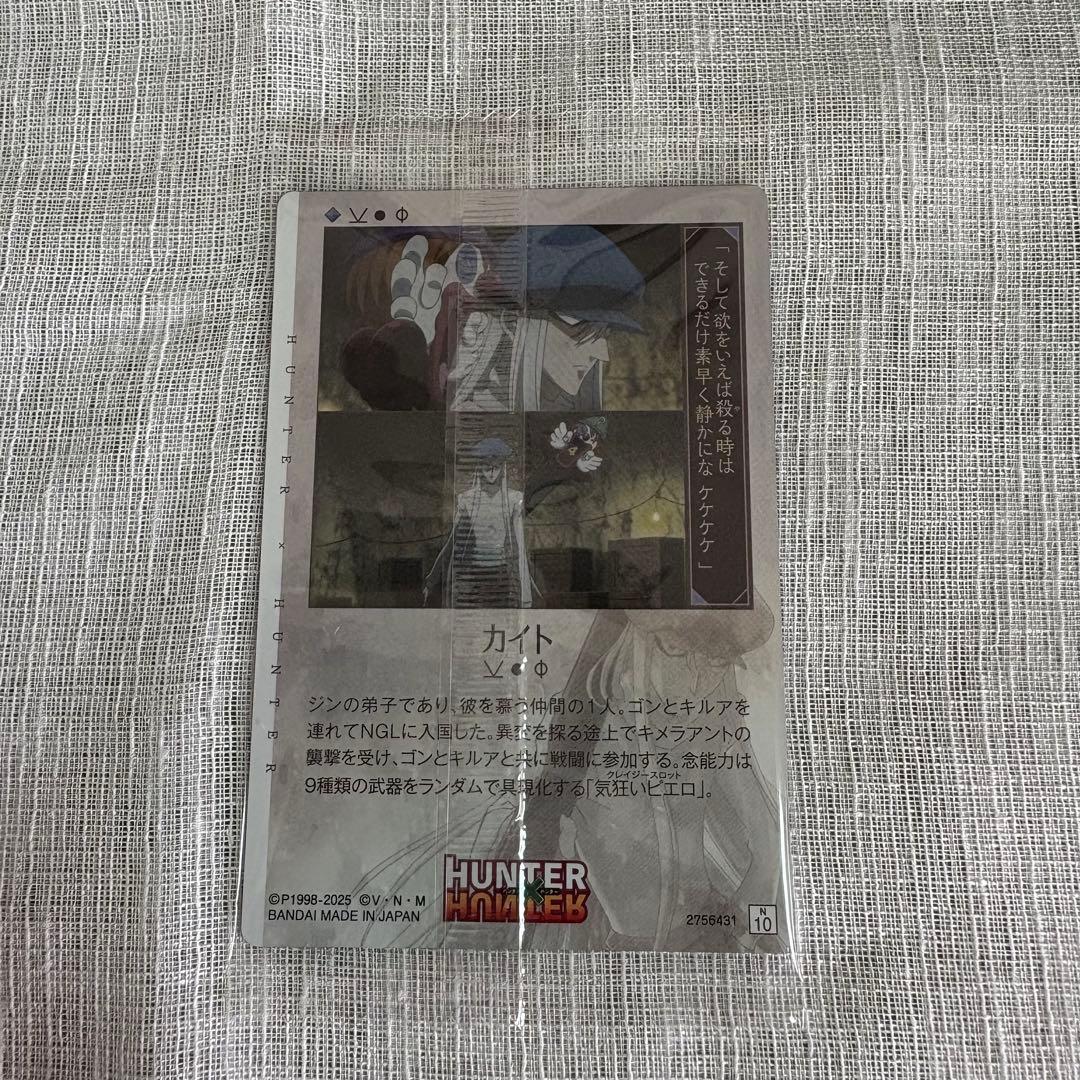 「そして欲をいえば殺る時は
や
できるだけ素早く静かにな ケケケケ」
HUNTER × HUNTER
カイト
ジンの弟子であり、彼を慕う仲間の1人。ゴンとキルアを
連れてNGLに入国した。異変を探る途上でキメラアントの
襲撃を受け、ゴンとキルアと共に戦闘に参加する。念能力は
クレイジースロット
9種類の武器をランダムで具現化する「気狂いピエロ」。
HUNTER
HUNTER
©P1998-2025 ©V・N・M
BANDAI MADE IN JAPAN
2756431
N
10